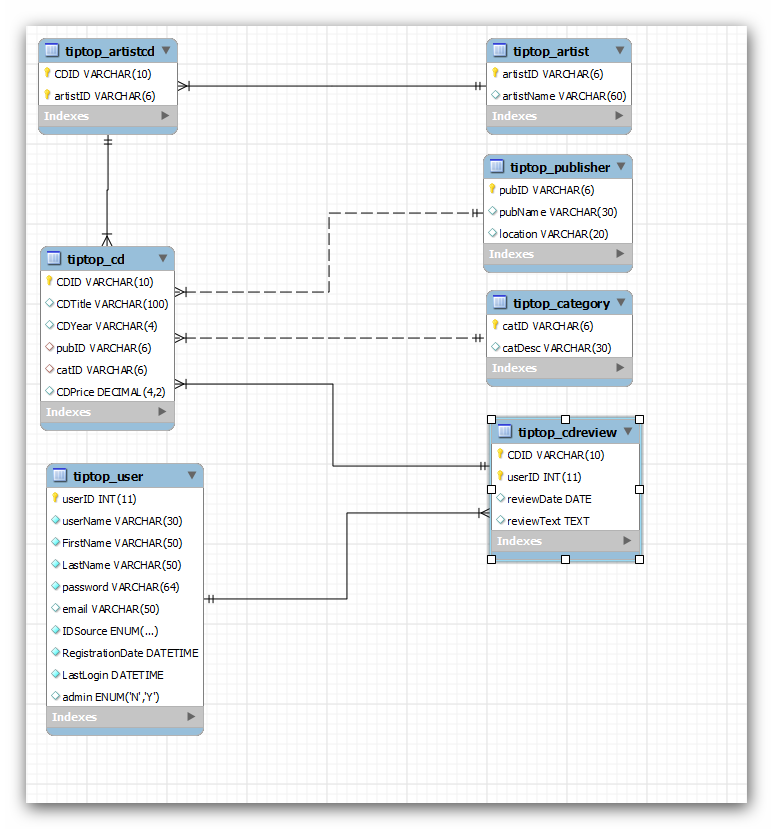 tiptop_artistcd
CDID VARCHAR(10)
artistID VARCHAR(6)
Indexes
tiptop_artist
artistID VARCHAR(6)
artistName VARCHAR(60)
Indexes
tiptop_publisher
pubID VARCHAR(6)
pubName VARCHAR(30)
location VARCHAR(20)
Indexes
tiptop_cd
CDID VARCHAR(10)
CDTitle VARCHAR(100)
CDYear VARCHAR(4)
pubID VARCHAR(6)
catID VARCHAR(6)
CDPrice DECIMAL(4,2)
Indexes
tiptop_category
catID VARCHAR(6)
catDesc VARCHAR(30)
Indexes
tiptop_cdreview
CDID VARCHAR(10)
userID INT(11)
reviewDate DATE
reviewText TEXT
Indexes
tiptop_user
userID INT(11)
userName VARCHAR(30)
FirstName VARCHAR(50)
LastName VARCHAR(50)
password VARCHAR(64)
email VARCHAR(50)
IDSource ENUM(...)
RegistrationDate DATETIME
LastLogin DATETIME
admin ENUM('N','Y')
Indexes